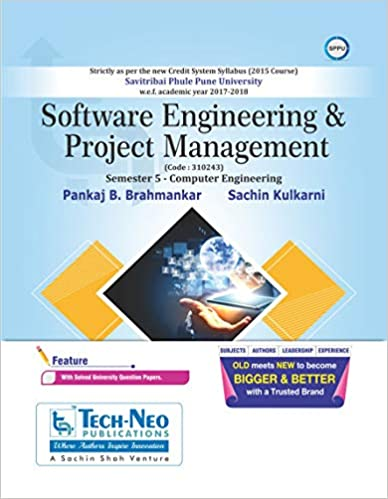 SPPU
Strictly as per the new Credit System Syllabus (2015 Course)
Savitribai Phule Pune University
w.e.f. academic year 2017-2018
Software Engineering &
Project Management
(Code : 310243)
Semester 5 - Computer Engineering
Pankaj B. Brahmankar Sachin Kulkarni
Feature
With Solved University Question Papers.
SUBJECTS AUTHORS LEADERSHIP EXPERIENCE
OLD meets NEW to become
BIGGER & BETTER
with a Trusted Brand
TECH-NEO
PUBLICATIONS
Where Authors Inspire Innovation
A Sachin Shah Venture